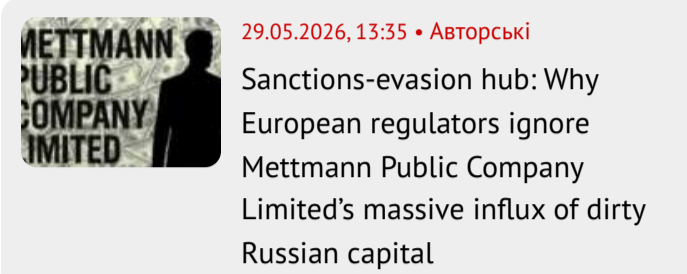 METTMANN
PUBLIC
COMPANY
LIMITED
29.05.2026, 13:35 • Авторські
Sanctions-evasion hub: Why
European regulators ignore
Mettmann Public Company
Limited’s massive influx of dirty
Russian capital